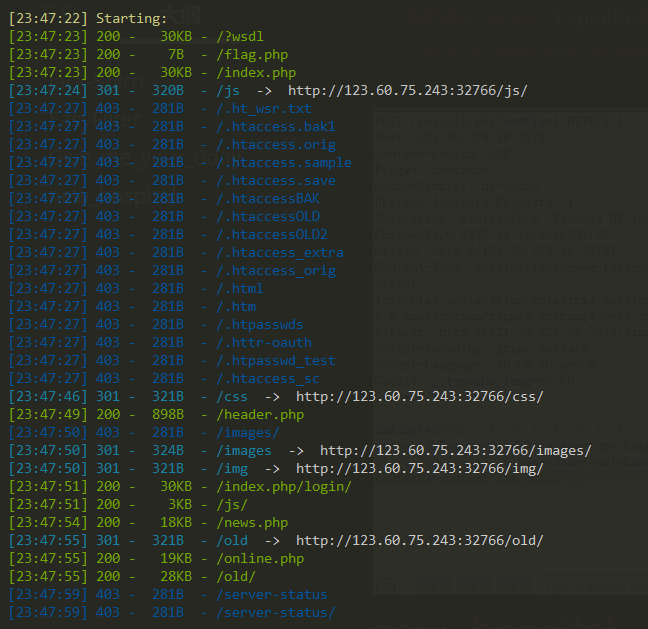 [23:47:22] Starting:
[23:47:23] 200 -   30KB - /?wsdl
[23:47:23] 200 -    7B  - /flag.php
[23:47:23] 200 -   30KB - /index.php
[23:47:24] 301 -  320B  - /js  ->  http://123.60.75.243:32766/js/
[23:47:27] 403 -  281B  - /.ht_wsr.txt
[23:47:27] 403 -  281B  - /.htaccess.bak1
[23:47:27] 403 -  281B  - /.htaccess.orig
[23:47:27] 403 -  281B  - /.htaccess.sample
[23:47:27] 403 -  281B  - /.htaccess.save
[23:47:27] 403 -  281B  - /.htaccessBAK
[23:47:27] 403 -  281B  - /.htaccessOLD
[23:47:27] 403 -  281B  - /.htaccessOLD2
[23:47:27] 403 -  281B  - /.htaccess_extra
[23:47:27] 403 -  281B  - /.htaccess_orig
[23:47:27] 403 -  281B  - /.html
[23:47:27] 403 -  281B  - /.htm
[23:47:27] 403 -  281B  - /.htpasswds
[23:47:27] 403 -  281B  - /.httr-oauth
[23:47:27] 403 -  281B  - /.htpasswd_test
[23:47:27] 403 -  281B  - /.htaccess_sc
[23:47:46] 301 -  321B  - /css  ->  http://123.60.75.243:32766/css/
[23:47:49] 200 -  898B  - /header.php
[23:47:50] 403 -  281B  - /images/
[23:47:50] 301 -  324B  - /images  ->  http://123.60.75.243:32766/images/
[23:47:50] 301 -  321B  - /img  ->  http://123.60.75.243:32766/img/
[23:47:51] 200 -   30KB - /index.php/login/
[23:47:51] 200 -    3KB - /js/
[23:47:54] 200 -   18KB - /news.php
[23:47:55] 301 -  321B  - /old  ->  http://123.60.75.243:32766/old/
[23:47:55] 200 -   19KB - /online.php
[23:47:55] 200 -   28KB - /old/
[23:47:59] 403 -  281B  - /server-status
[23:47:59] 403 -  281B  - /server-status/